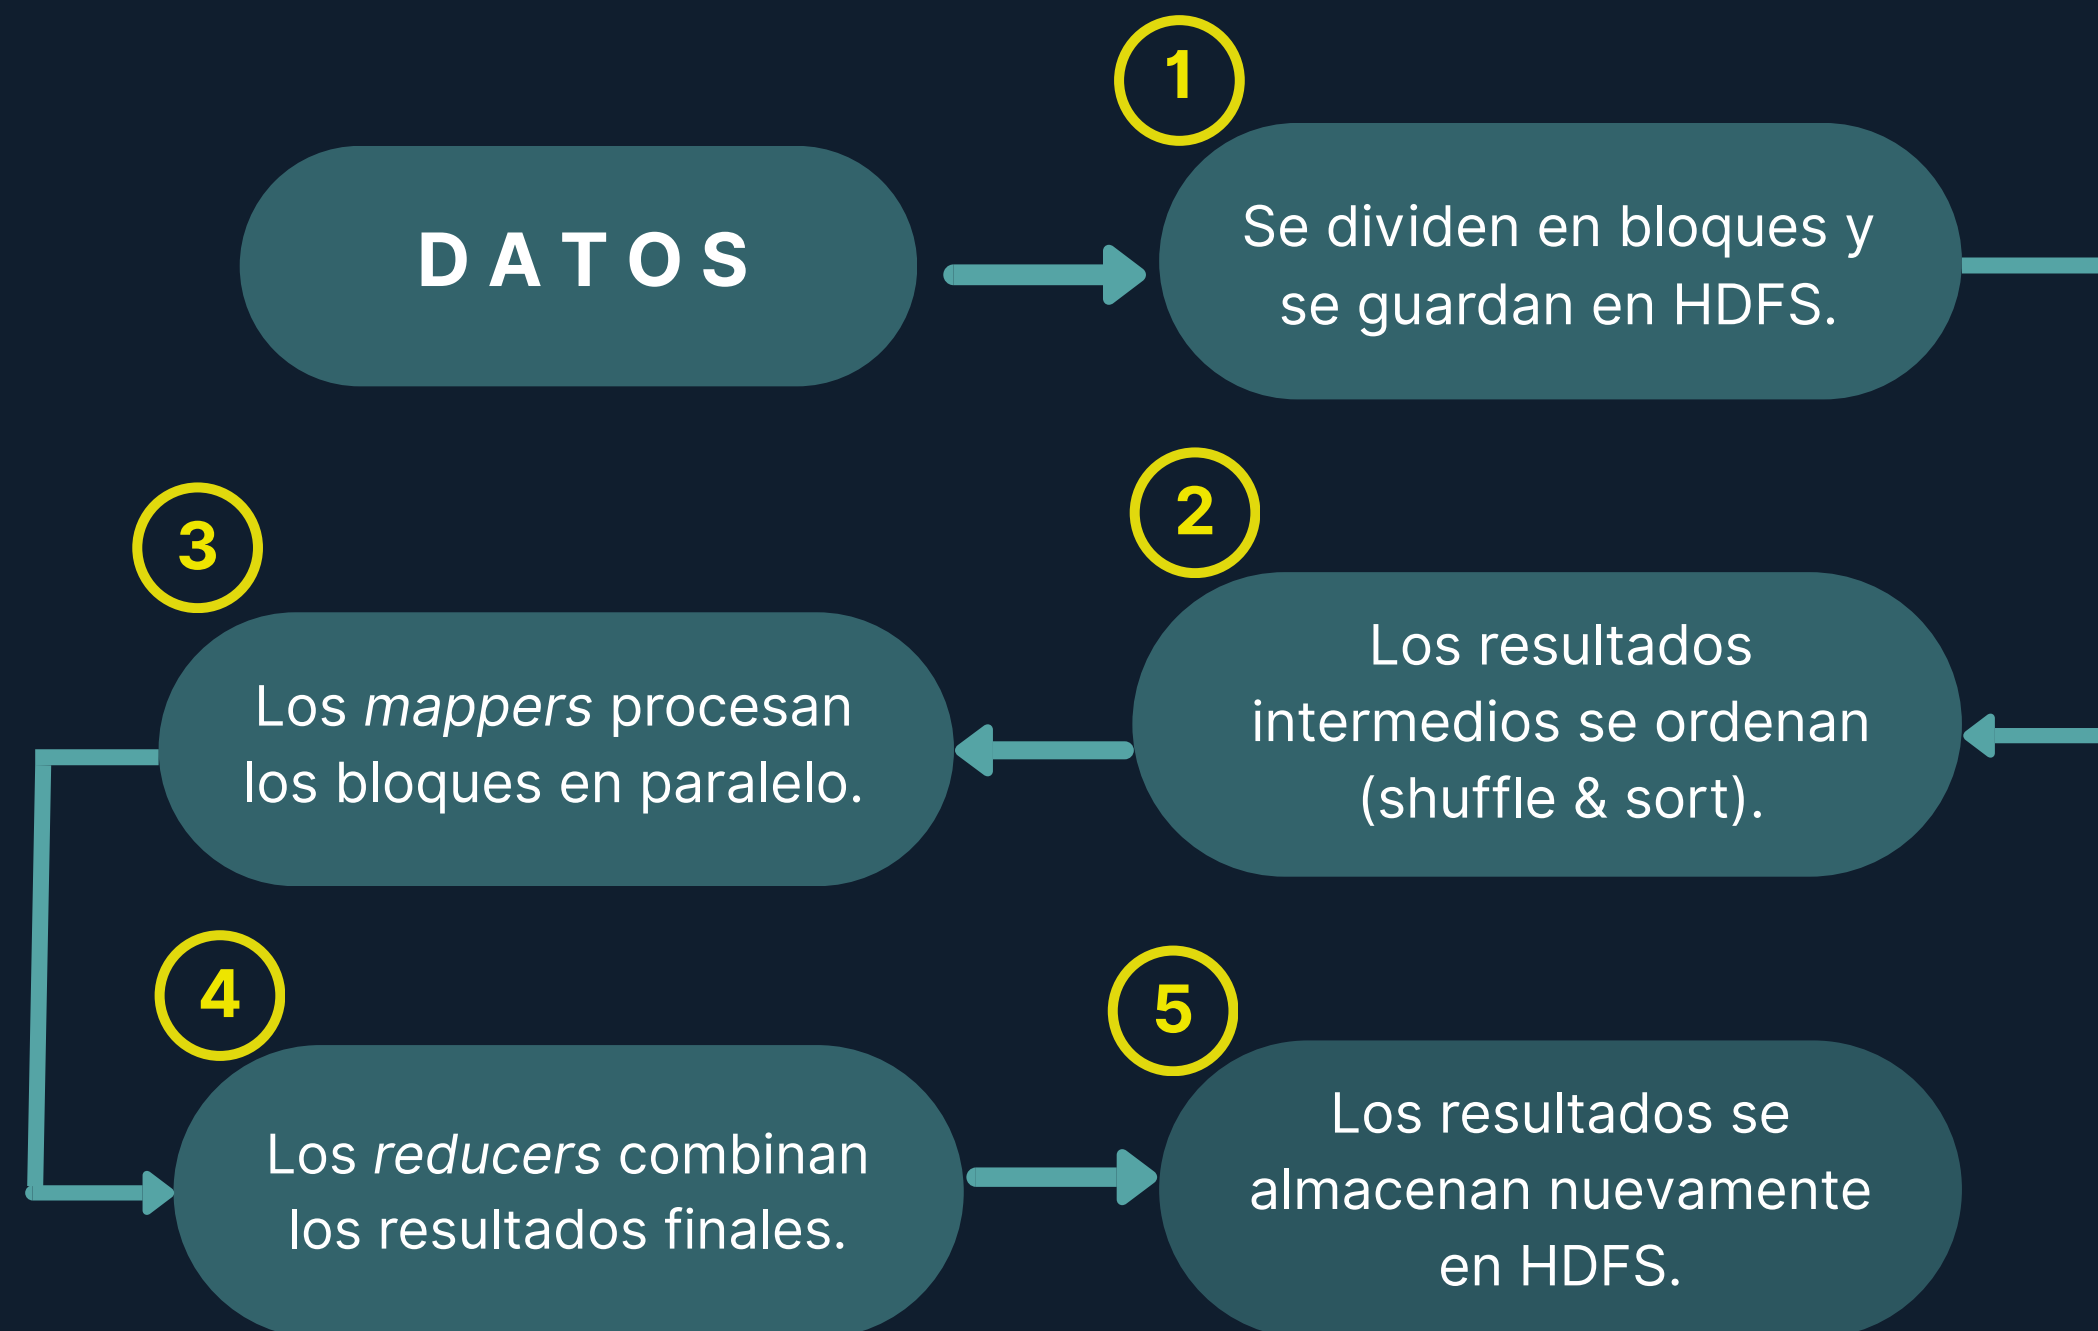 DATOS
1
Se dividen en bloques y
se guardan en HDFS.
2
Los resultados
intermedios se ordenan
(shuffle & sort).
3
Los mappers procesan
los bloques en paralelo.
4
Los reducers combinan
los resultados finales.
5
Los resultados se
almacenan nuevamente
en HDFS.